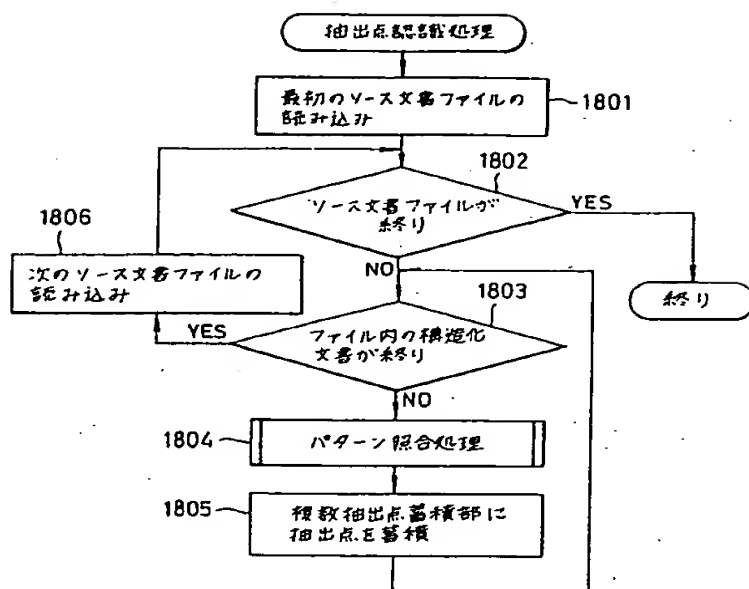 抽出点認識処理
最初のソース文書ファイルの
読み込み
1801
1802
ソース文書ファイルが
終り
YES
NO
1806
次のソース文書ファイルの
読み込み
終り
1803
ファイル内の構造化
文書が終り
YES
NO
1804
パターン照合処理
1805
複数抽出点蓄積部に
抽出点を蓄積